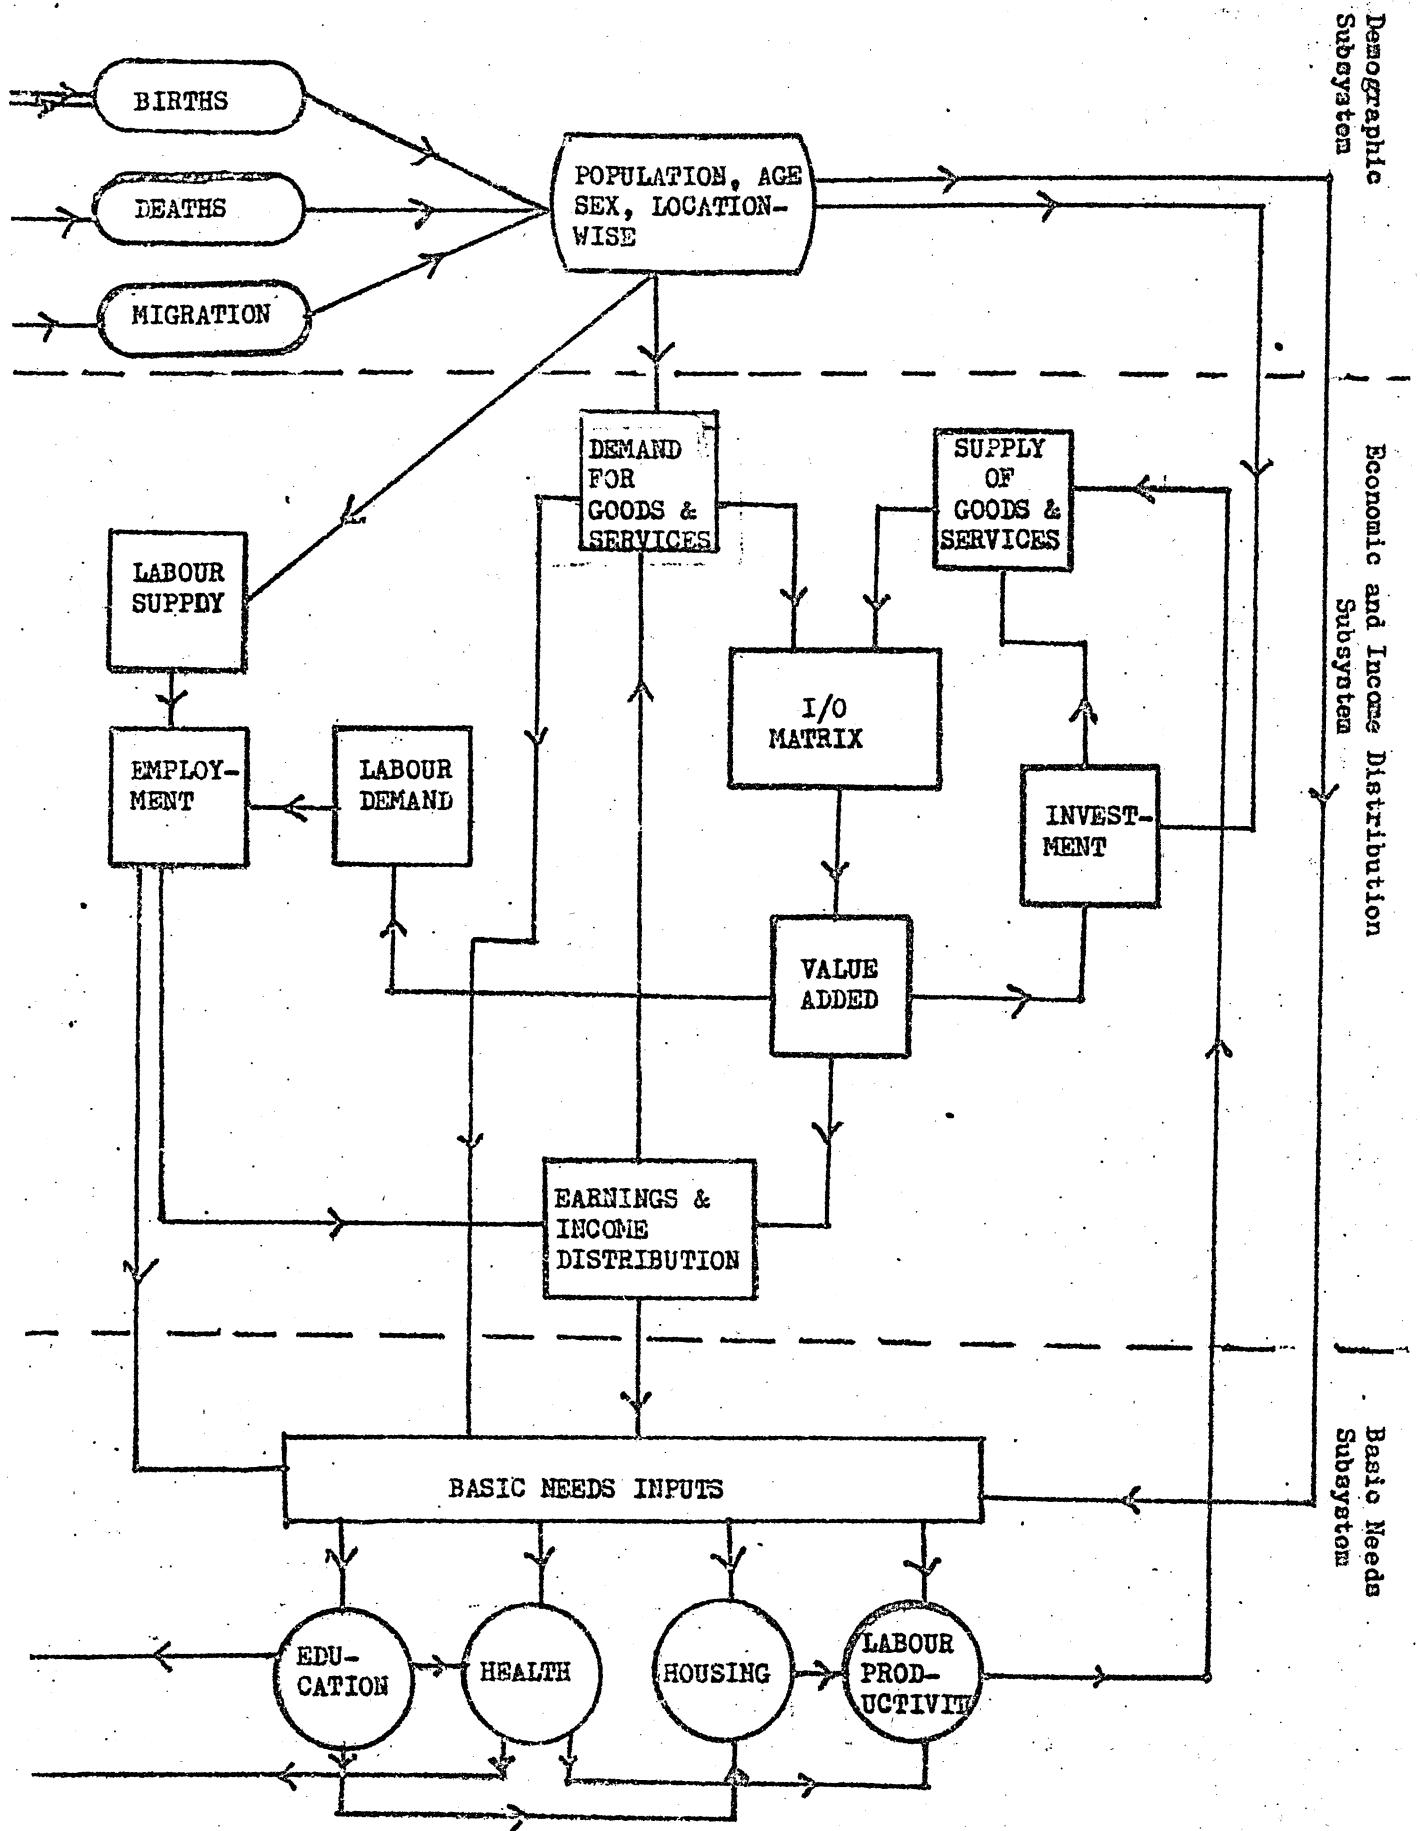 Demographic
Subsystem
BIRTHS
DEATHS
MIGRATION
POPULATION, AGE
SEX, LOCATION-
WISE
Economic and Income Distribution
Subsystem
DEMAND
FOR
GOODS &
SERVICES
SUPPLY
OF
GOODS &
SERVICES
LABOUR
SUPPDY
I/O
MATRIX
EMPLOY-
MENT
LABOUR
DEMAND
INVEST-
MENT
VALUE
ADDED
EARNINGS &
INCOME
DISTRIBUTION
Basic Needs
Subsystem
BASIC NEEDS INPUTS
EDU-
CATION
HEALTH
HOUSING
LABOUR
PROD-
UCTIVIT